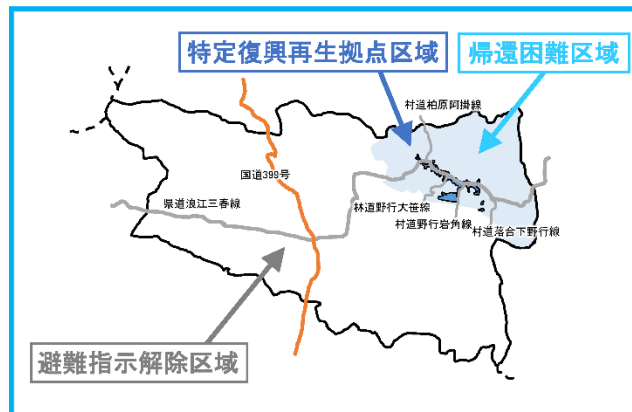 特定復興再生拠点区域
帰還困難区域
村道柏原阿掛線
国道399号
県道浪江三春線
林道野行大笹線
村道野行岩角線
村道落合下野行線
避難指示解除区域